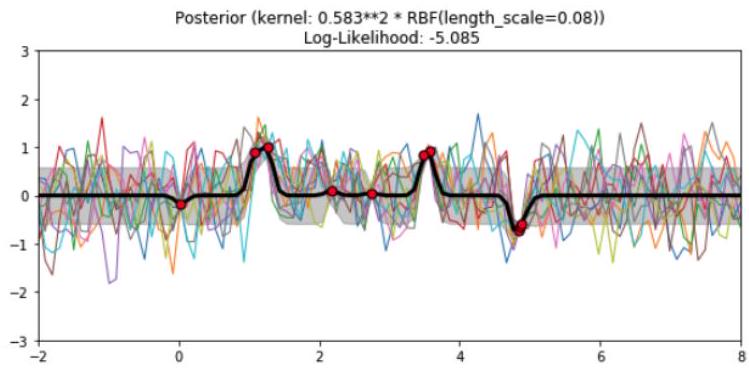 Posterior (kernel: 0.583**2 * RBF(length_scale=0.08))
Log-Likelihood: -5.085
3
2
1
0
−1
−2
−3
−2 0 2 4 6 8